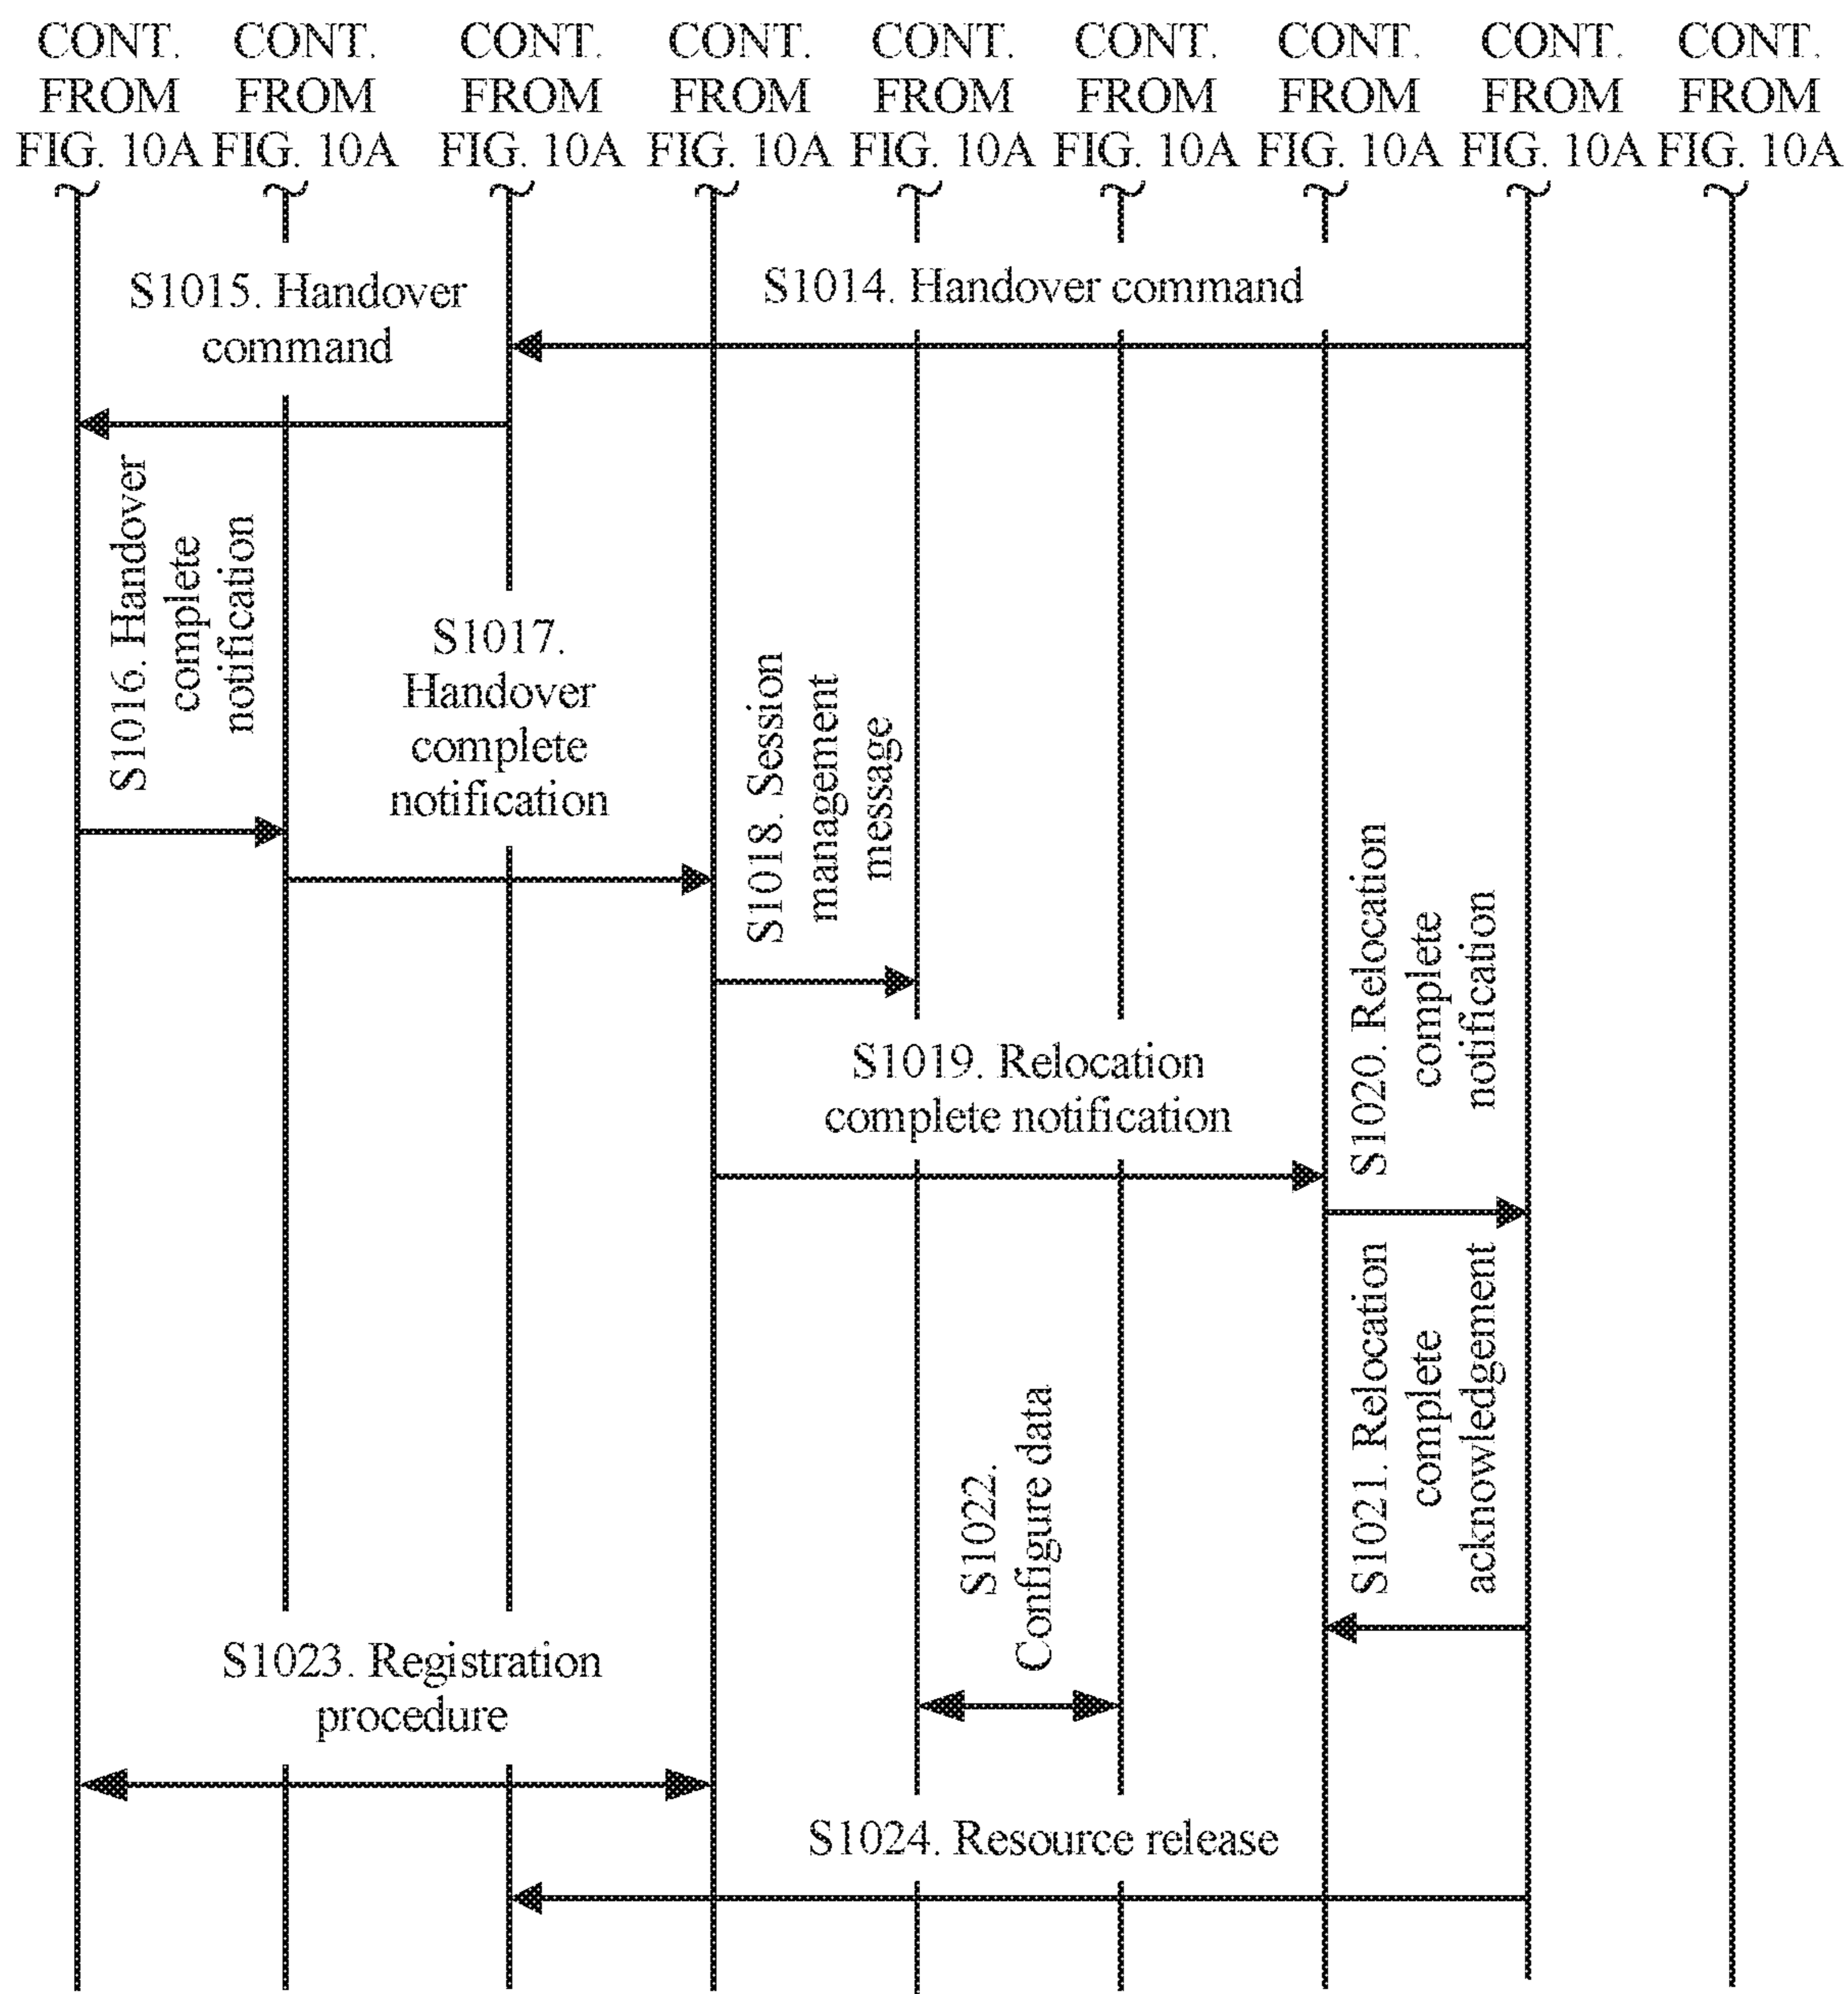 CONT. CONT. CONT. CONT. CONT. CONT. CONT. CONT. CONT.
FROM FROM FROM FROM FROM FROM FROM FROM FROM
FIG. 10A FIG. 10A FIG. 10A FIG. 10A FIG. 10A FIG. 10A FIG. 10A FIG. 10A FIG. 10A
S1014. Handover command
S1015. Handover
command
S1016. Handover
complete
notification
S1017.
Handover
complete
notification
S1018. Session
management
message
S1019. Relocation
complete notification
S1020. Relocation
complete
notification
S1021. Relocation
complete
acknowledgement
S1022.
Configure data
S1023. Registration
procedure
S1024. Resource release